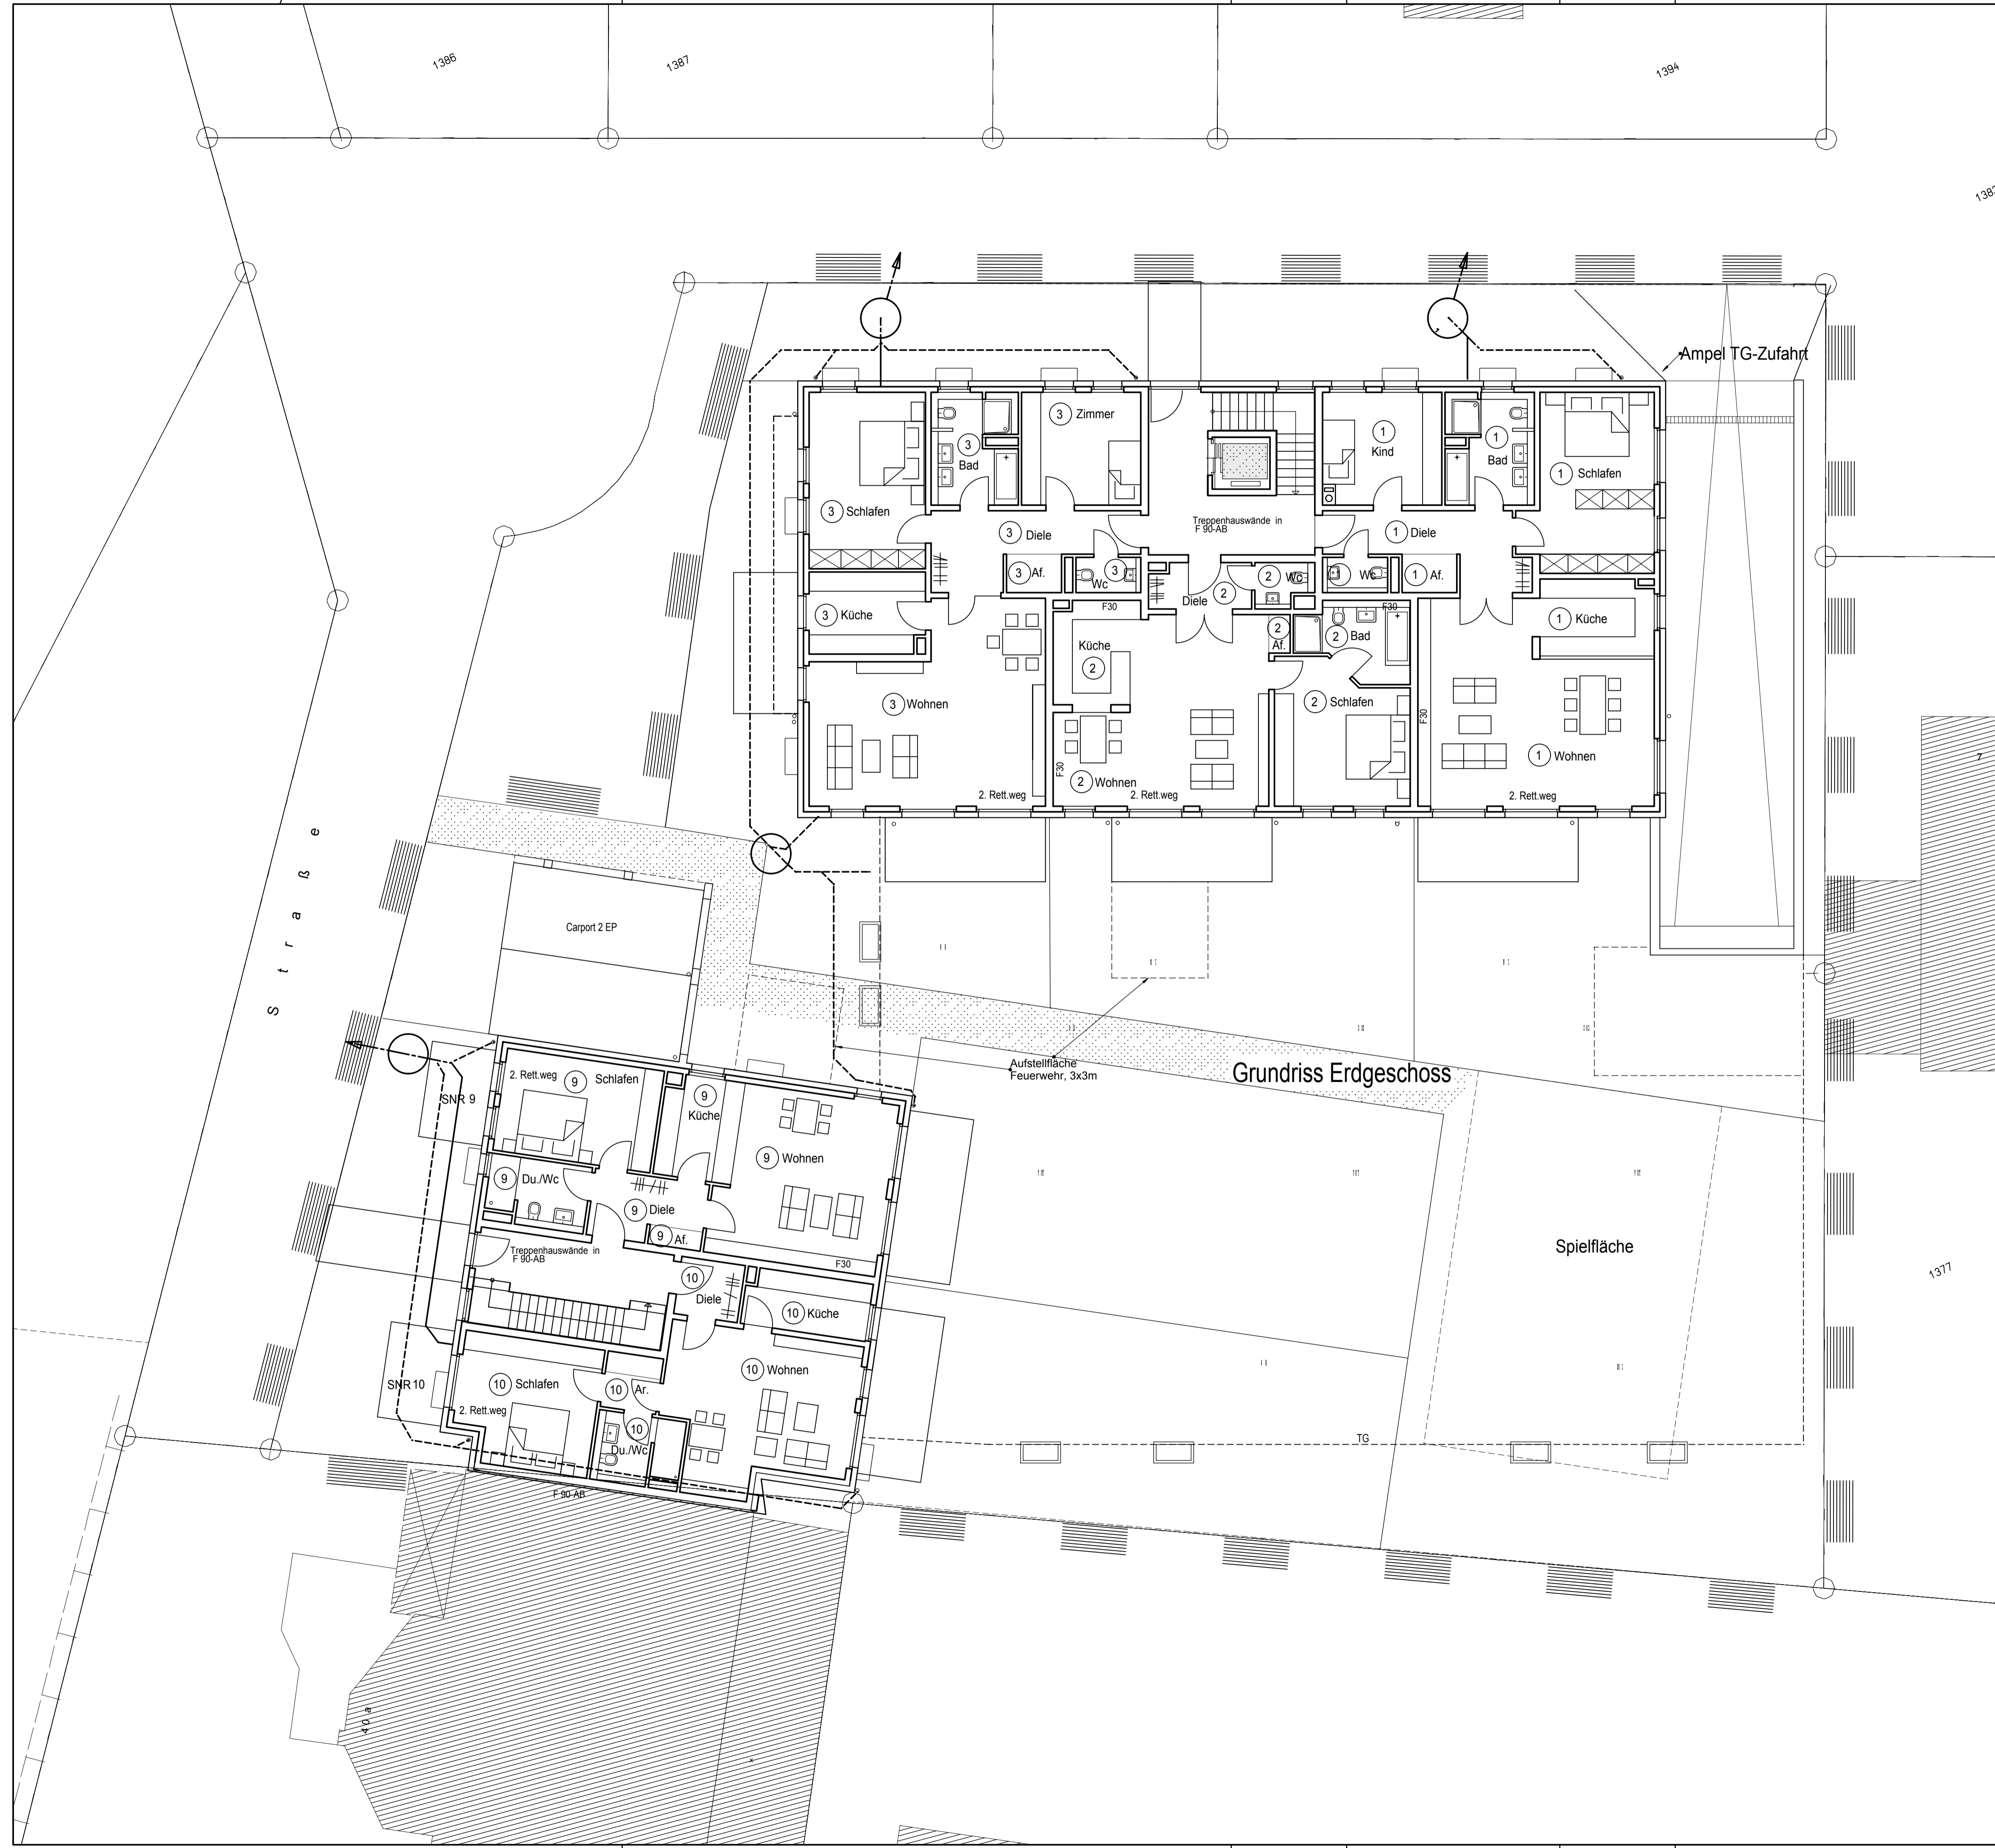 1386
1387
1394
Ampel TG-Zufahrt
3 Zimmer
3
Bad
1
Kind
1
Bad
1 Schlafen
3 Schlafen
3 Diele
Treppenhauswände in
F 90-AB
1 Diele
3 Af.
3
Wc
2 Wc
Wc
1 Af.
Diele 2
F30
F30
3 Küche
Küche
2
2
Af.
2 Bad
1 Küche
3 Wohnen
2 Schlafen
F30
F30
1 Wohnen
2 Wohnen
2. Rett.weg
2. Rett.weg
2. Rett.weg
7
Straße
Carport 2 EP
Aufstellfläche
Feuerwehr, 3x3m
Grundriss Erdgeschoss
2. Rett.weg
9 Schlafen
SNR 9
9
Küche
9 Wohnen
9 Du./Wc
9 Diele
9 Af.
Treppenhauswände in
F 90-AB
F30
10
Diele
10 Küche
Spielfläche
1377
10 Wohnen
SNR 10
10 Schlafen
10 Ar.
2. Rett.weg
10
Du./Wc
TG
F 90-AB
40 a
x